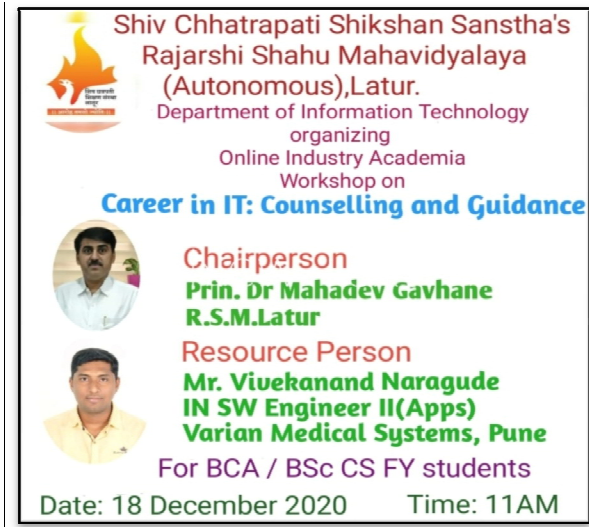 Shiv Chhatrapati Shikshan Sanstha's
Rajarshi Shahu Mahavidyalaya
(Autonomous),Latur.
Department of Information Technology
organizing
Online Industry Academia
Workshop on
Career in IT: Counselling and Guidance
शिव छत्रपती
शिक्षण संस्था
लातूर
Chairperson
Prin. Dr Mahadev Gavhane
R.S.M.Latur
Resource Person
Mr. Vivekanand Naragude
IN SW Engineer II(Apps)
Varian Medical Systems, Pune
For BCA / BSc CS FY students
Date: 18 December 2020 Time: 11AM